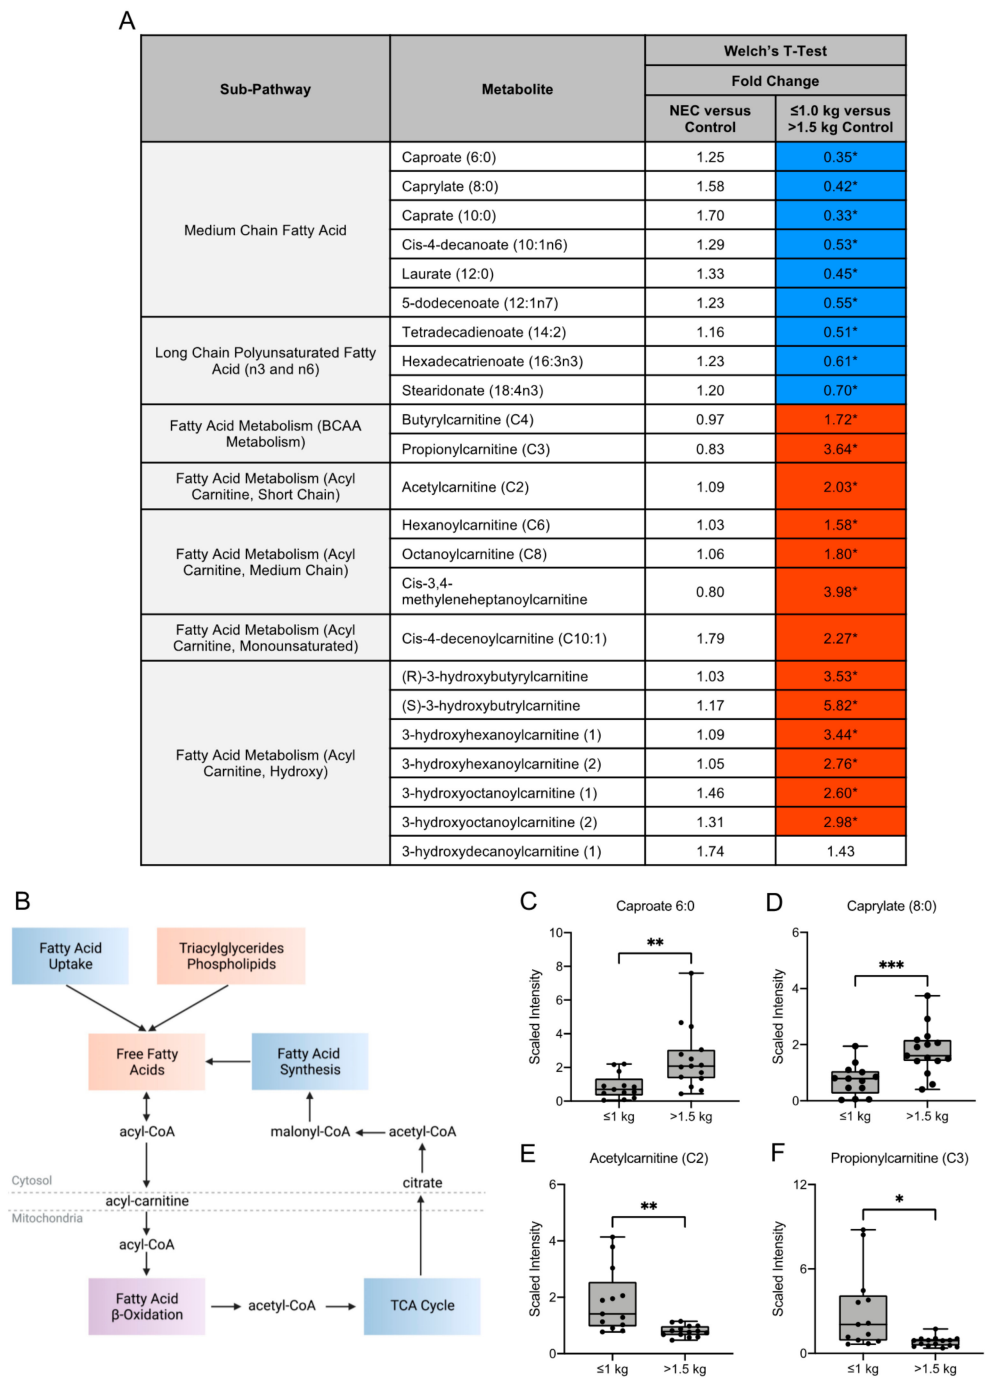 A
Sub-Pathway
Metabolite
Welch's T-Test
Fold Change
NEC versus
Control
≤1.0 kg versus
>1.5 kg Control
Medium Chain Fatty Acid
Caproate (6:0) 1.25 0.35*
Caprylate (8:0) 1.58 0.42*
Caprate (10:0) 1.70 0.33*
Cis-4-decanoate (10:1n6) 1.29 0.53*
Laurate (12:0) 1.33 0.45*
5-dodecenoate (12:1n7) 1.23 0.55*
Long Chain Polyunsaturated Fatty
Acid (n3 and n6)
Tetradecadienoate (14:2) 1.16 0.51*
Hexadecatrienoate (16:3n3) 1.23 0.61*
Stearidonate (18:4n3) 1.20 0.70*
Fatty Acid Metabolism (BCAA
Metabolism)
Butyrylcarnitine (C4) 0.97 1.72*
Propionylcarnitine (C3) 0.83 3.64*
Fatty Acid Metabolism (Acyl
Carnitine, Short Chain)
Acetylcarnitine (C2) 1.09 2.03*
Fatty Acid Metabolism (Acyl
Carnitine, Medium Chain)
Hexanoylcarnitine (C6) 1.03 1.58*
Octanoylcarnitine (C8) 1.06 1.80*
Cis-3,4-
methyleneheptanoylcarnitine 0.80 3.98*
Fatty Acid Metabolism (Acyl
Carnitine, Monounsaturated)
Cis-4-decenoylcarnitine (C10:1) 1.79 2.27*
Fatty Acid Metabolism (Acyl
Carnitine, Hydroxy)
(R)-3-hydroxybutyrylcarnitine 1.03 3.53*
(S)-3-hydroxybutrylcarnitine 1.17 5.82*
3-hydroxyhexanoylcarnitine (1) 1.09 3.44*
3-hydroxyhexanoylcarnitine (2) 1.05 2.76*
3-hydroxyoctanoylcarnitine (1) 1.46 2.60*
3-hydroxyoctanoylcarnitine (2) 1.31 2.98*
3-hydroxydecanoylcarnitine (1) 1.74 1.43
B
Fatty Acid
Uptake
Triacylglycerides
Phospholipids
Free Fatty
Acids
Fatty Acid
Synthesis
acyl-CoA
malonyl-CoA
acetyl-CoA
Cytosol
citrate
acyl-carnitine
Mitochondria
acyl-CoA
Fatty Acid
β-Oxidation
acetyl-CoA
TCA Cycle
C
Caproate 6:0
Scaled Intensity
10
8
6
4
2
0
**
≤1 kg
>1.5 kg
D
Caprylate (8:0)
Scaled Intensity
6
4
2
0
***
≤1 kg
>1.5 kg
E
Acetylcarnitine (C2)
Scaled Intensity
6
4
2
0
**
≤1 kg
>1.5 kg
F
Propionylcarnitine (C3)
Scaled Intensity
12
6
0
*
≤1 kg
>1.5 kg